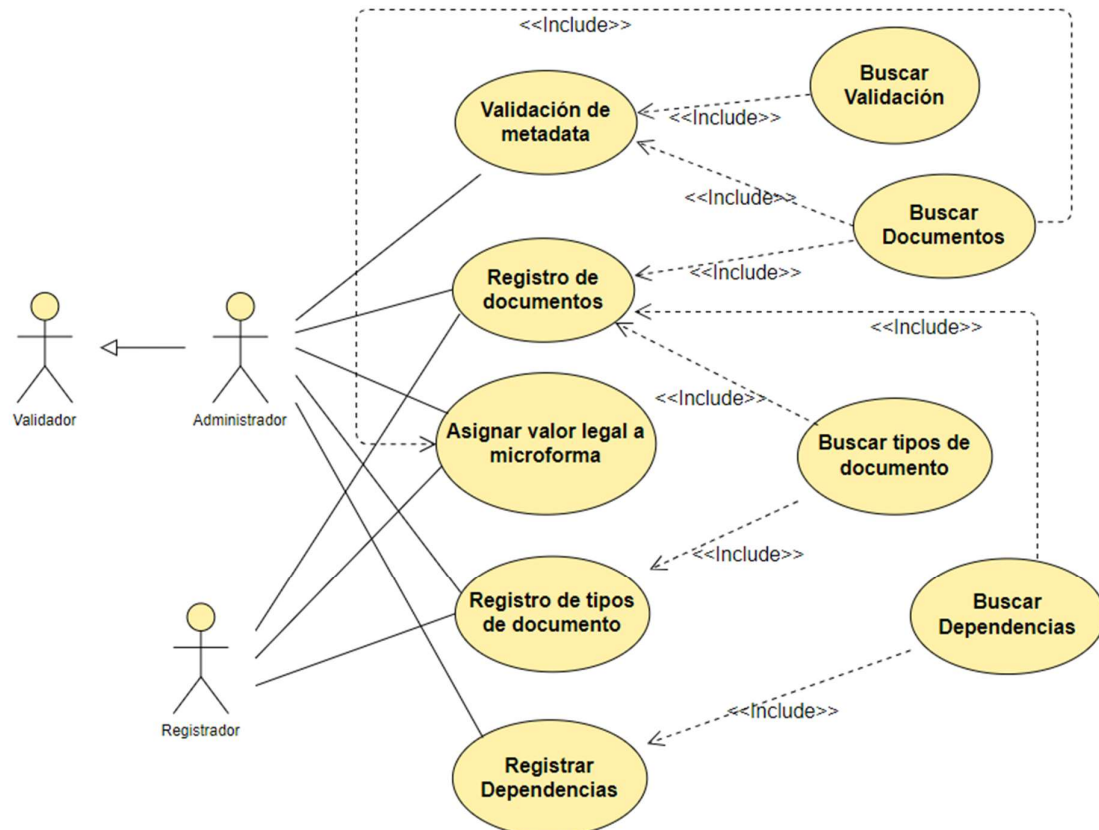 <<Include>>
Buscar
Validación
Validación de
metadata
<<Include>>
<<Include>>
Buscar
Documentos
Registro de
documentos
<<Include>>
<<Include>>
Validador
Administrador
Asignar valor legal a
microforma
<<Include>>
Buscar tipos de
documento
<<Include>>
Registro de tipos
de documento
Buscar
Dependencias
Registrador
<<Include>>
Registrar
Dependencias